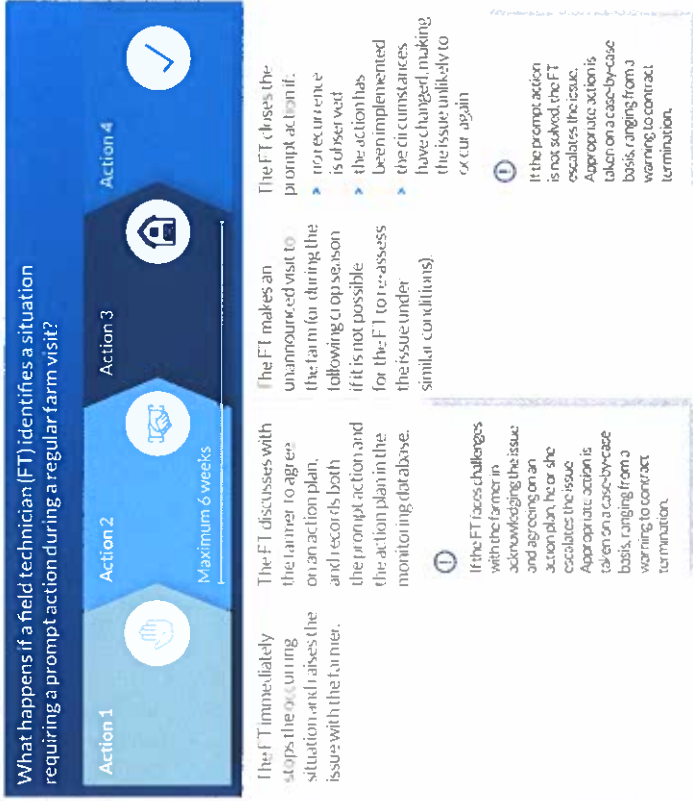 What happens if a field technician (FT) identifies a situation
requiring a prompt action during a regular farm visit?
Action 1
Action 2
Action 3
Action 4
Maximum 6 weeks
The FT immediately
stops the occurring
situation and raises the
issue with the farmer.
The FT discusses with
the farmer to agree
on an action plan,
and records both
the prompt action and
the action plan in the
monitoring database.
If the FT faces challenges
with the farmer in
acknowledging the issue
and agreeing on an
action plan, he or she
escalates the issue
Appropriate action is
taken on a case-by-case
basis, ranging from a
warning to contract
termination.
The FT makes an
unannounced visit to
the farm (or during the
following crop season
if it is not possible
for the FT to re-assess
the issue under
similar conditions).
The FT closes the
prompt action if:
» no recurrence
is observed
» the action has
been implemented
» the circumstances
have changed, making
the issue unlikely to
occur again
If the prompt action
is not solved, the FT
escalates the issue.
Appropriate action is
taken on a case-by-case
basis, ranging from a
warning to contract
termination.